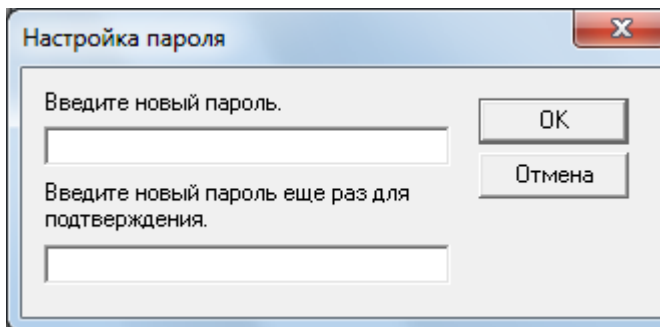 Настройка пароля
Введите новый пароль.
OK
Отмена
Введите новый пароль еще раз для
подтверждения.